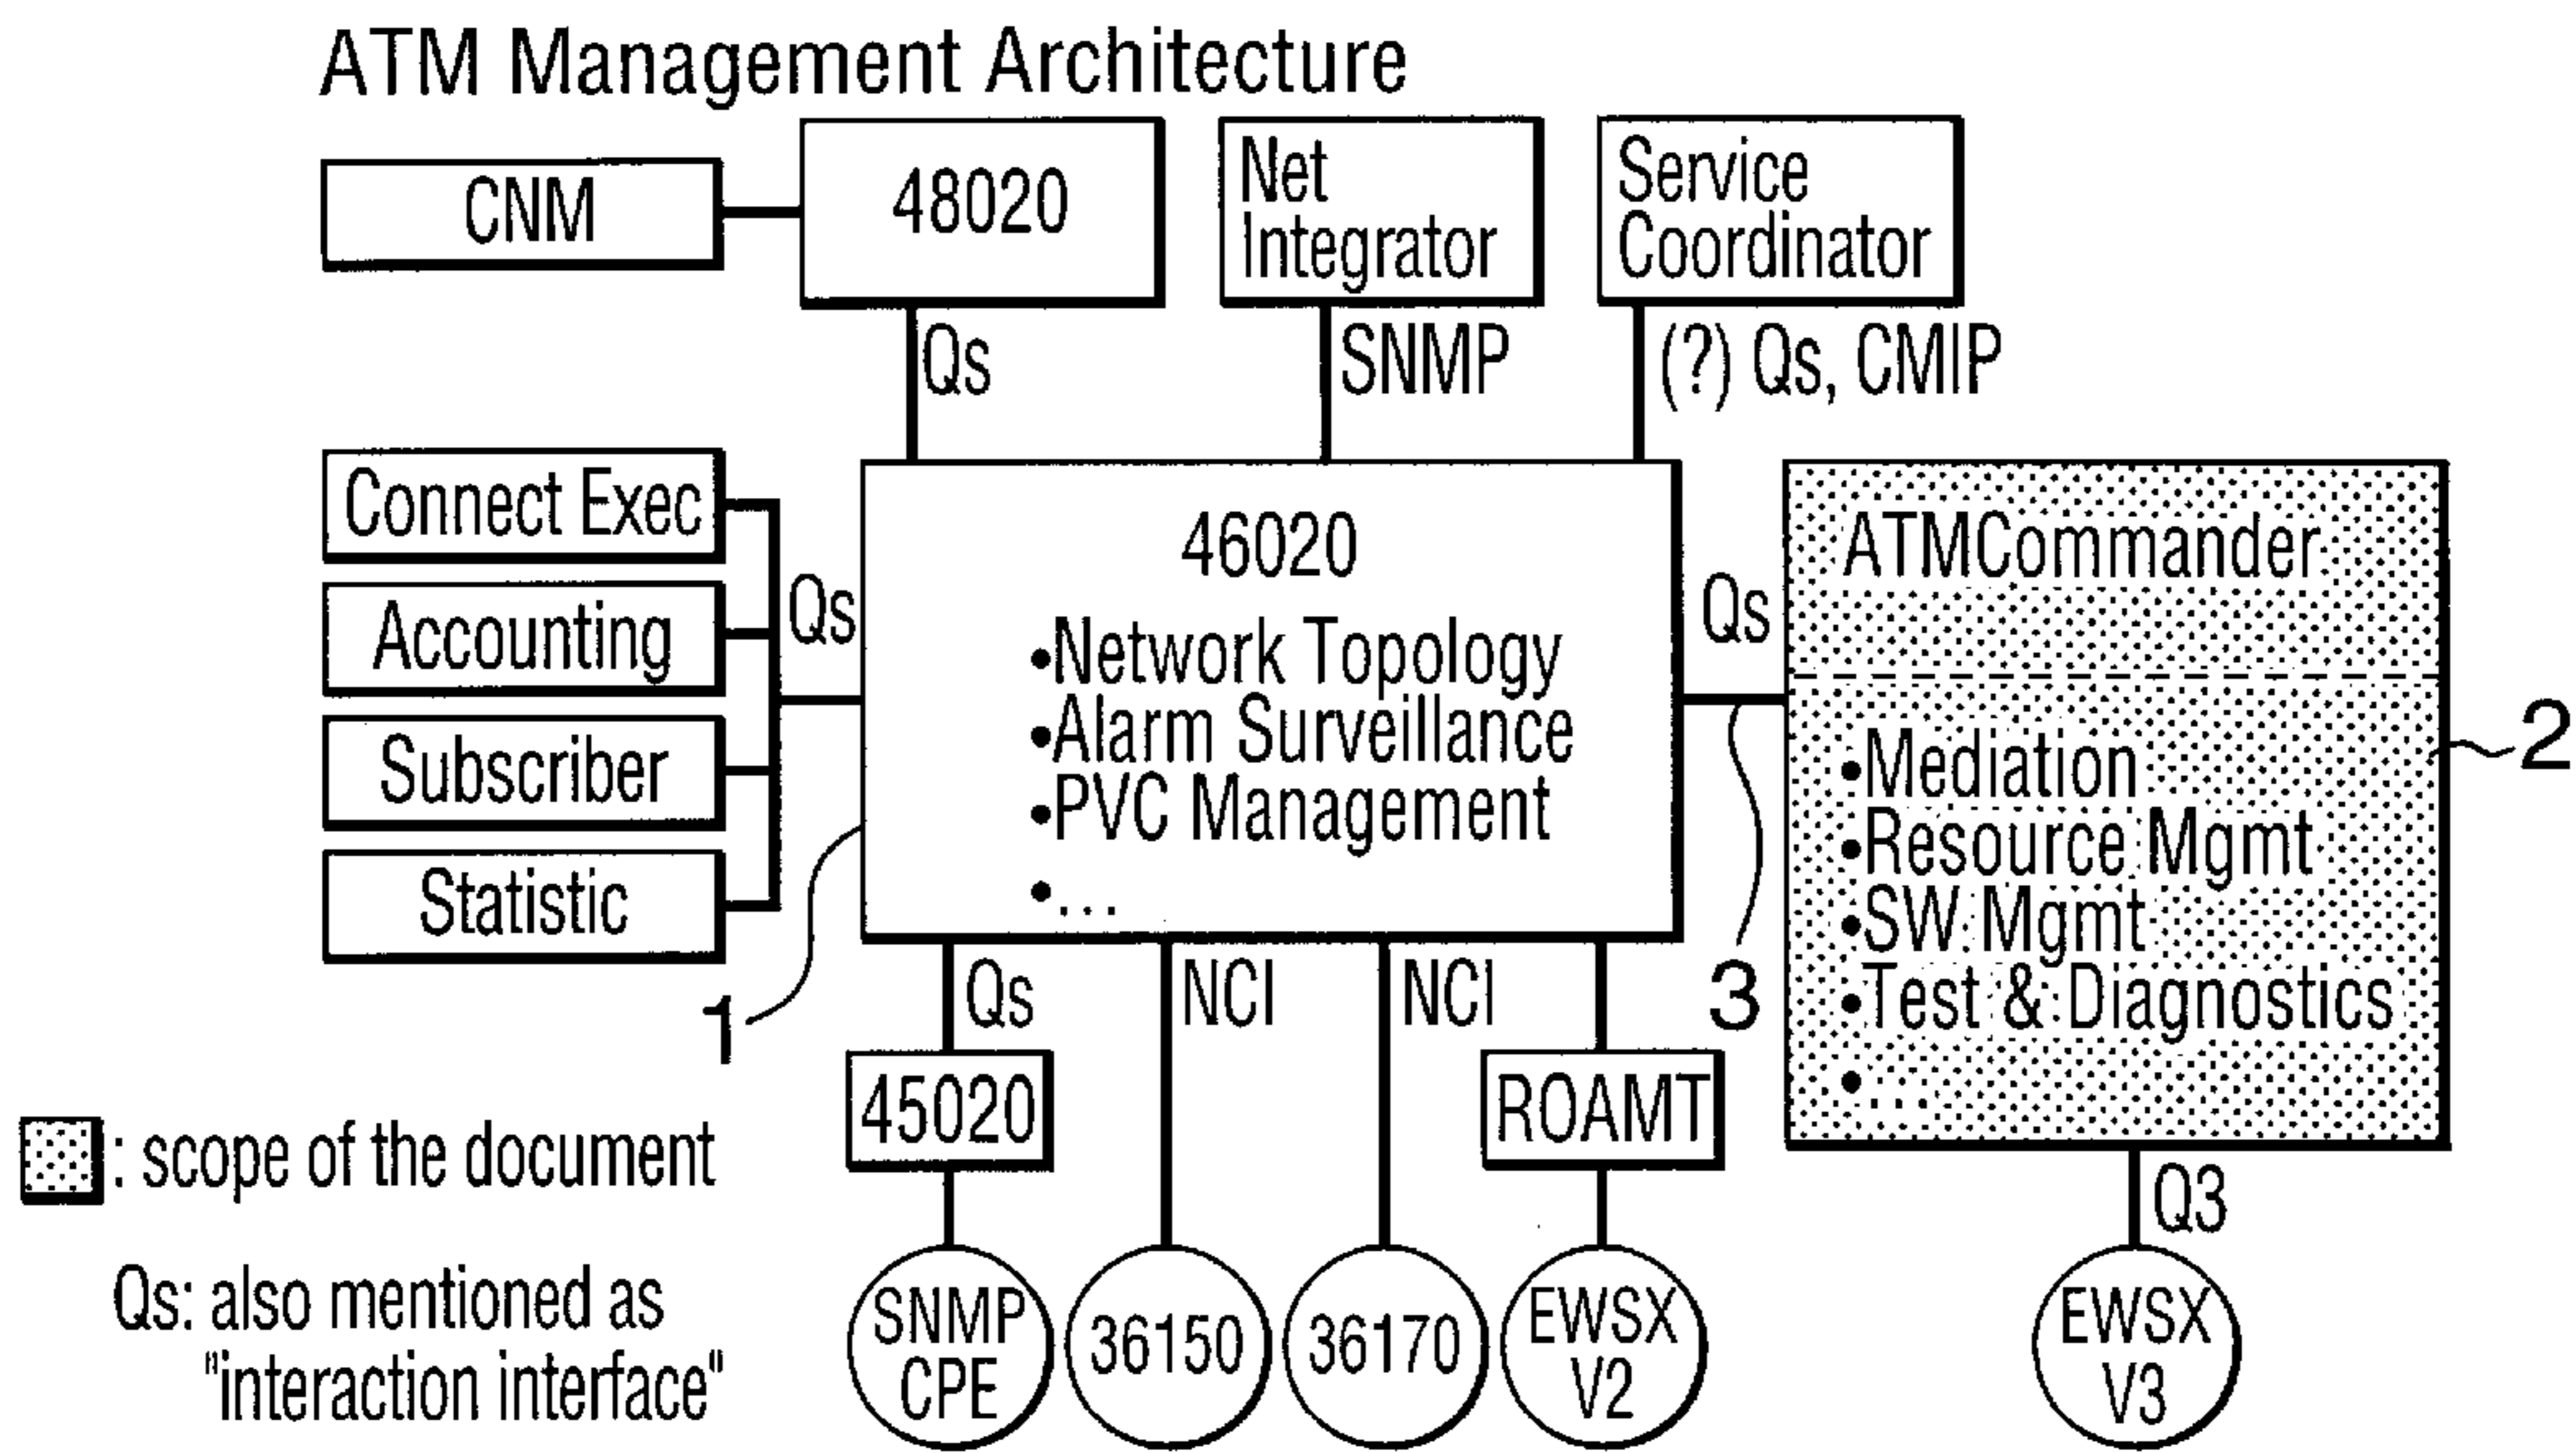 ATM Management Architecture
CNM
48020
Net
Integrator
Service
Coordinator
Qs
SNMP
(?) Qs, CMIP
Connect Exec
Accounting
Subscriber
Statistic
Qs
46020
•Network Topology
•Alarm Surveillance
•PVC Management
•...
Qs
ATMCommander
•Mediation
•Resource Mgmt
•SW Mgmt
•Test & Diagnostics
•...
2
1
3
Qs
NCI
NCI
45020
ROAMT
Q3
SNMP
CPE
36150
36170
EWSX
V2
EWSX
V3
: scope of the document
Qs: also mentioned as
"interaction interface"